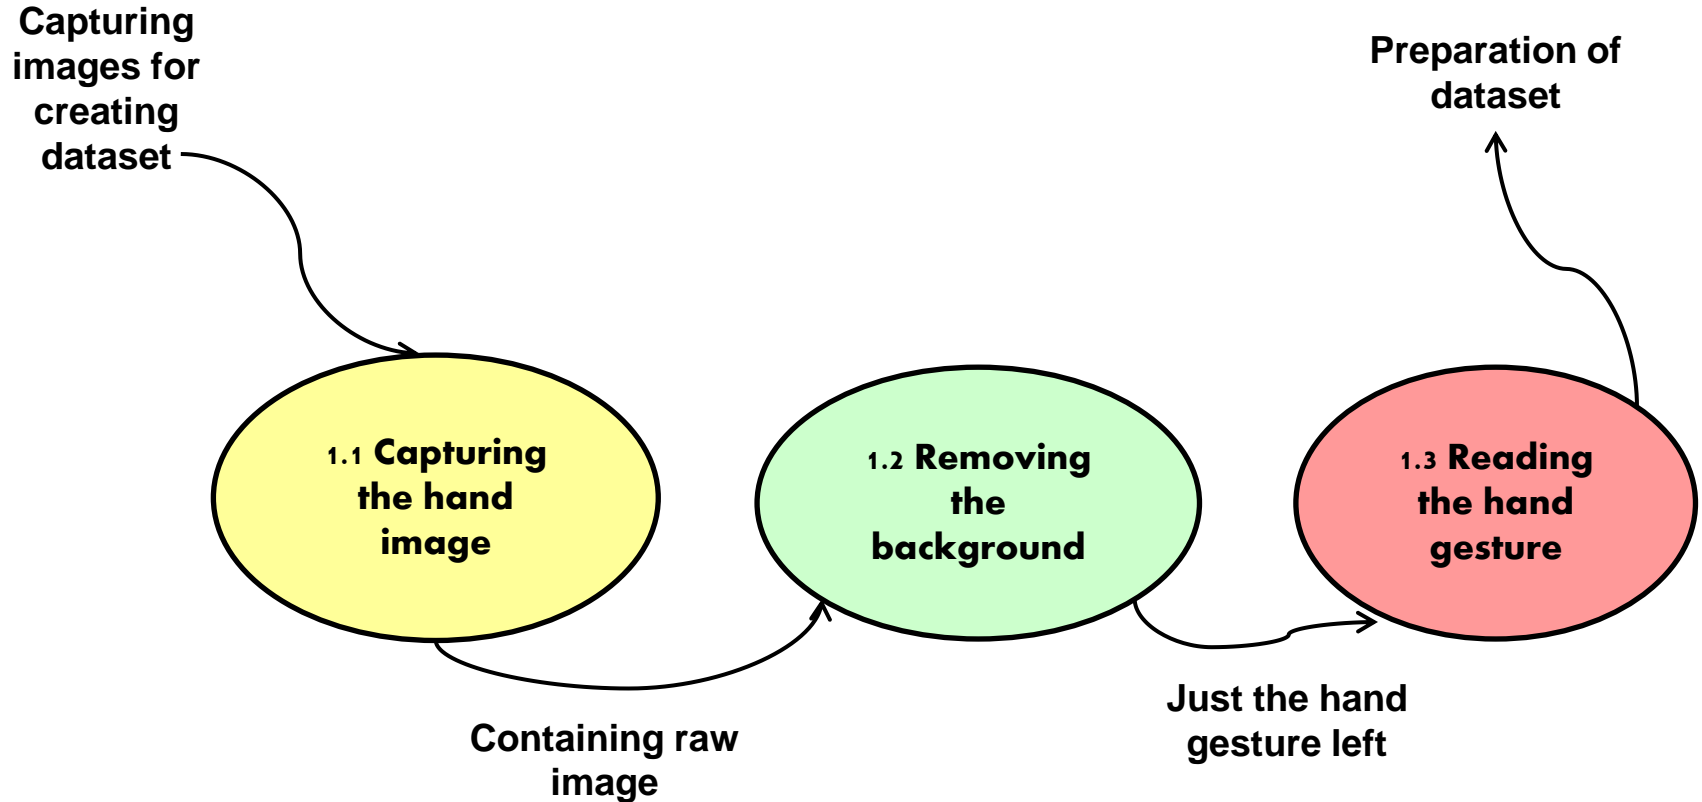 Capturing
images for
creating
dataset
Preparation of
dataset
1.1 Capturing
the hand
image
1.2 Removing
the
background
1.3 Reading
the hand
gesture
Containing raw
image
Just the hand
gesture left